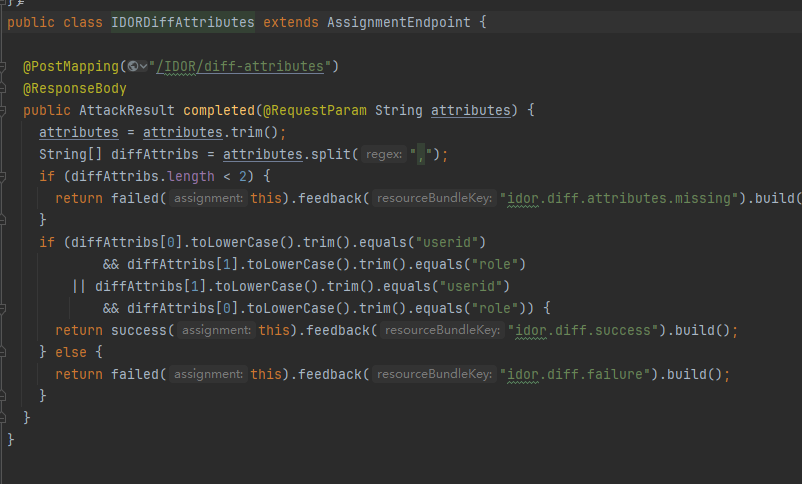 };
public class IDORDiffAttributes extends AssignmentEndpoint {
@PostMapping("/IDOR/diff-attributes")
@ResponseBody
public AttackResult completed(@RequestParam String attributes) {
attributes = attributes.trim();
String[] diffAttribs = attributes.split( regex: ",");
if (diffAttribs.length < 2) {
return failed( assignment: this).feedback( resourceBundleKey: "idor.diff.attributes.missing").build(
}
if (diffAttribs[0].toLowerCase().trim().equals("userid")
&& diffAttribs[1].toLowerCase().trim().equals("role")
|| diffAttribs[1].toLowerCase().trim().equals("userid")
&& diffAttribs[0].toLowerCase().trim().equals("role")) {
return success( assignment: this).feedback( resourceBundleKey: "idor.diff.success").build();
} else {
return failed( assignment: this).feedback( resourceBundleKey: "idor.diff.failure").build();
}
}
}